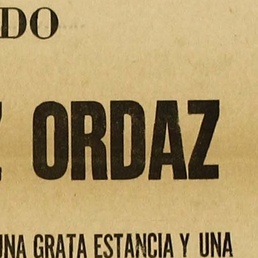 DO
Z ORDAZ
UNA GRATA ESTANCIA Y UNA